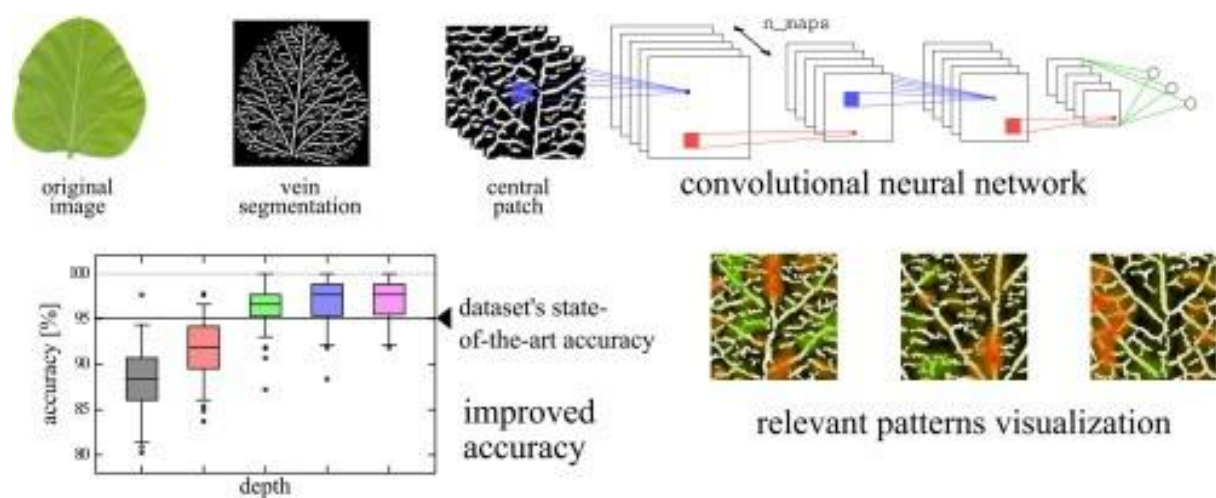 n_maps
original
image
vein
segmentation
central
patch
convolutional neural network
accuracy [%]
100
95
90
85
80
depth
dataset's state-
of-the-art accuracy
improved
accuracy
relevant patterns visualization